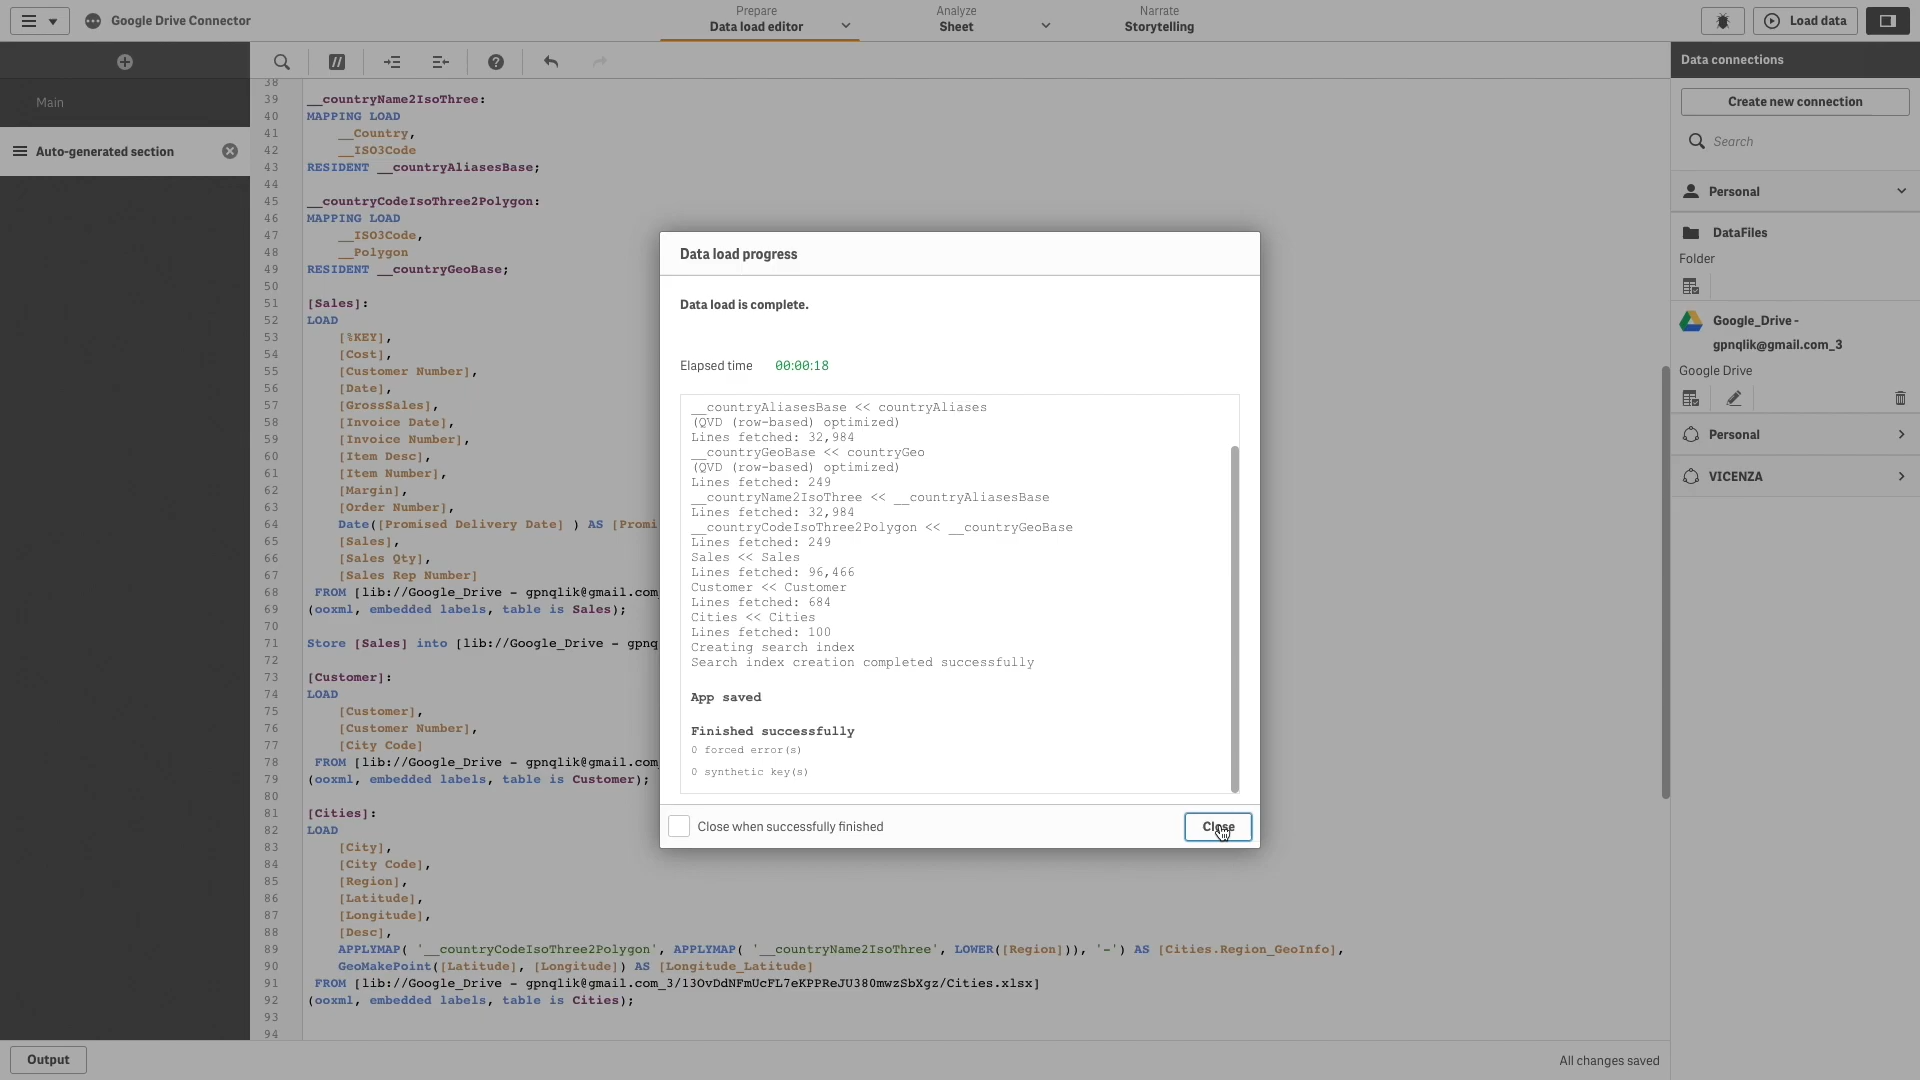 Google Drive Connector
Prepare
Data load editor
Analyze
Sheet
Narrate
Storytelling
Load data
Main
Auto-generated section
38
39 __countryName2IsoThree:
40 MAPPING LOAD
41 __Country,
42 __ISO3Code
43 RESIDENT __countryAliasesBase;
44
45 __countryCodeIsoThree2Polygon:
46 MAPPING LOAD
47 __ISO3Code,
48 __Polygon
49 RESIDENT __countryGeoBase;
50
51 [Sales]:
52 LOAD
53 [%KEY],
54 [Cost],
55 [Customer Number],
56 [Date],
57 [GrossSales],
58 [Invoice Date],
59 [Invoice Number],
60 [Item Desc],
61 [Item Number],
62 [Margin],
63 [Order Number],
64 Date([Promised Delivery Date] ) AS [Promi
65 [Sales],
66 [Sales Qty],
67 [Sales Rep Number]
68 FROM [lib://Google_Drive - gpnqlik@gmail.com
69 (ooxml, embedded labels, table is Sales);
70
71 Store [Sales] into [lib://Google_Drive - gpnq
72
73 [Customer]:
74 LOAD
75 [Customer],
76 [Customer Number],
77 [City Code]
78 FROM [lib://Google_Drive - gpnqlik@gmail.com
79 (ooxml, embedded labels, table is Customer);
80
81 [Cities]:
82 LOAD
83 [City],
84 [City Code],
85 [Region],
86 [Latitude],
87 [Longitude],
88 [Desc],
89 APPLYMAP( '__countryCodeIsoThree2Polygon', APPLYMAP( '__countryName2IsoThree', LOWER([Region])), '-') AS [Cities.Region_GeoInfo],
90 GeoMakePoint([Latitude], [Longitude]) AS [Longitude_Latitude]
91 FROM [lib://Google_Drive - gpnqlik@gmail.com_3/13OvDdNFmUcFL7eKPPReJU380mwzSbXgz/Cities.xlsx]
92 (ooxml, embedded labels, table is Cities);
93
94
Data load progress
Data load is complete.
Elapsed time 00:00:18
__countryAliasesBase << countryAliases
(QVD (row-based) optimized)
Lines fetched: 32,984
__countryGeoBase << countryGeo
(QVD (row-based) optimized)
Lines fetched: 249
__countryName2IsoThree << __countryAliasesBase
Lines fetched: 32,984
__countryCodeIsoThree2Polygon << __countryGeoBase
Lines fetched: 249
Sales << Sales
Lines fetched: 96,466
Customer << Customer
Lines fetched: 684
Cities << Cities
Lines fetched: 100
Creating search index
Search index creation completed successfully
App saved
Finished successfully
0 forced error(s)
0 synthetic key(s)
Close when successfully finished
Close
Data connections
Create new connection
Search
Personal
DataFiles
Folder
Google_Drive -
gpnqlik@gmail.com_3
Google Drive
Personal
VICENZA
Output
All changes saved